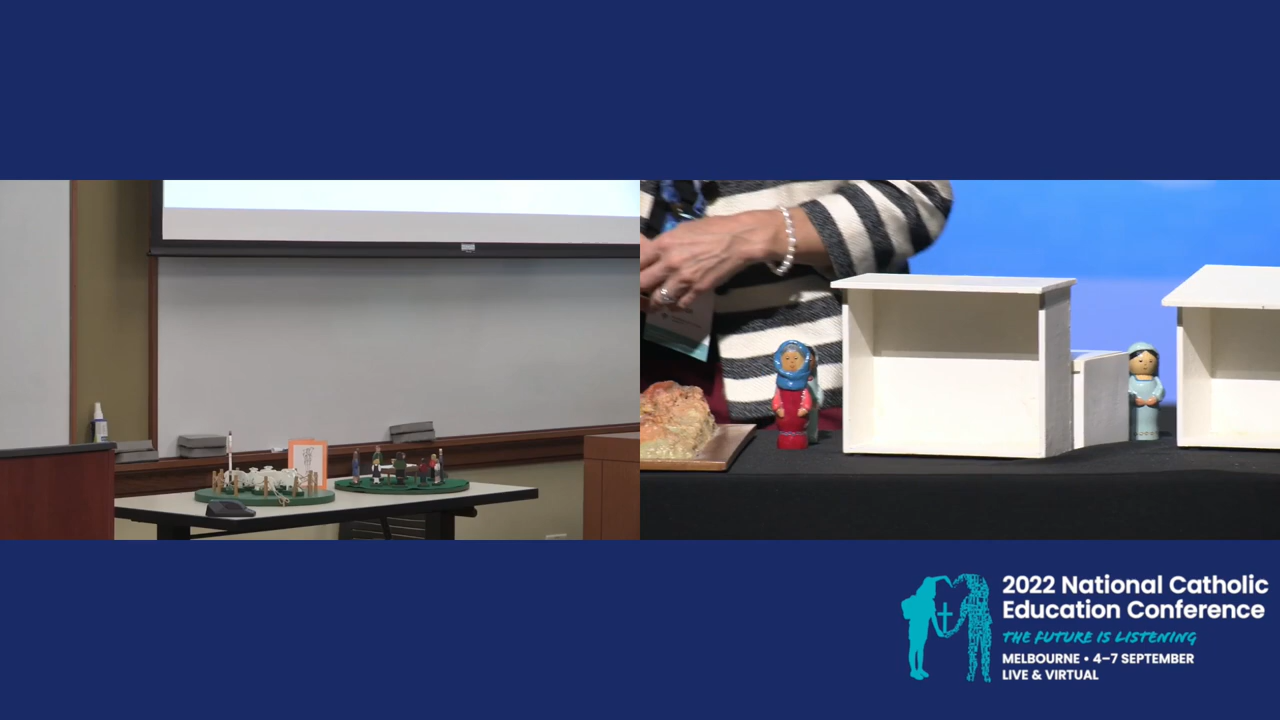 2022 National Catholic
Education Conference
THE FUTURE IS LISTENING
MELBOURNE • 4–7 SEPTEMBER
LIVE & VIRTUAL